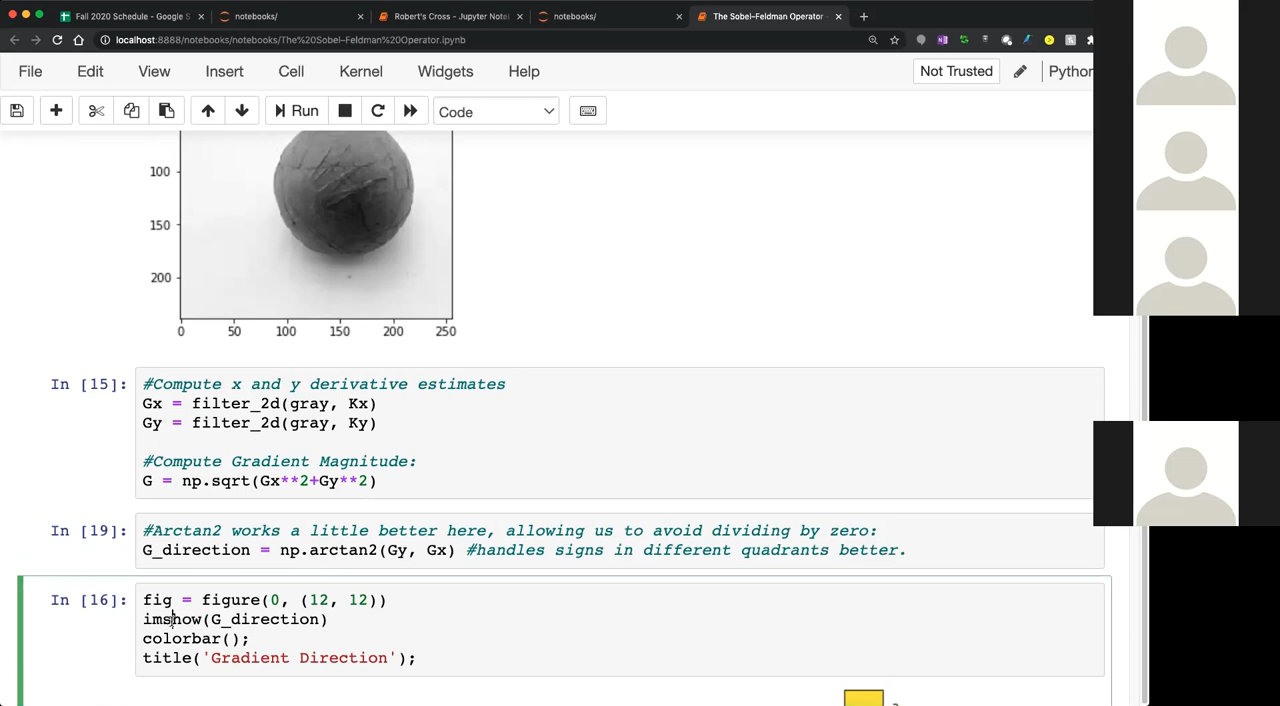 Fall 2020 Schedule - Google S
notebooks/
Robert's Cross - Jupyter Note
notebooks/
The Sobel–Feldman Operator -
localhost:8888/notebooks/notebooks/The%20Sobel–Feldman%20Operator.ipynb
File Edit View Insert Cell Kernel Widgets Help Not Trusted Python
Run Code
100
150
200
0 50 100 150 200 250
In [15]: #Compute x and y derivative estimates
Gx = filter_2d(gray, Kx)
Gy = filter_2d(gray, Ky)
#Compute Gradient Magnitude:
G = np.sqrt(Gx**2+Gy**2)
In [19]: #Arctan2 works a little better here, allowing us to avoid dividing by zero:
G_direction = np.arctan2(Gy, Gx) #handles signs in different quadrants better.
In [16]: fig = figure(0, (12, 12))
imshow(G_direction)
colorbar();
title('Gradient Direction');